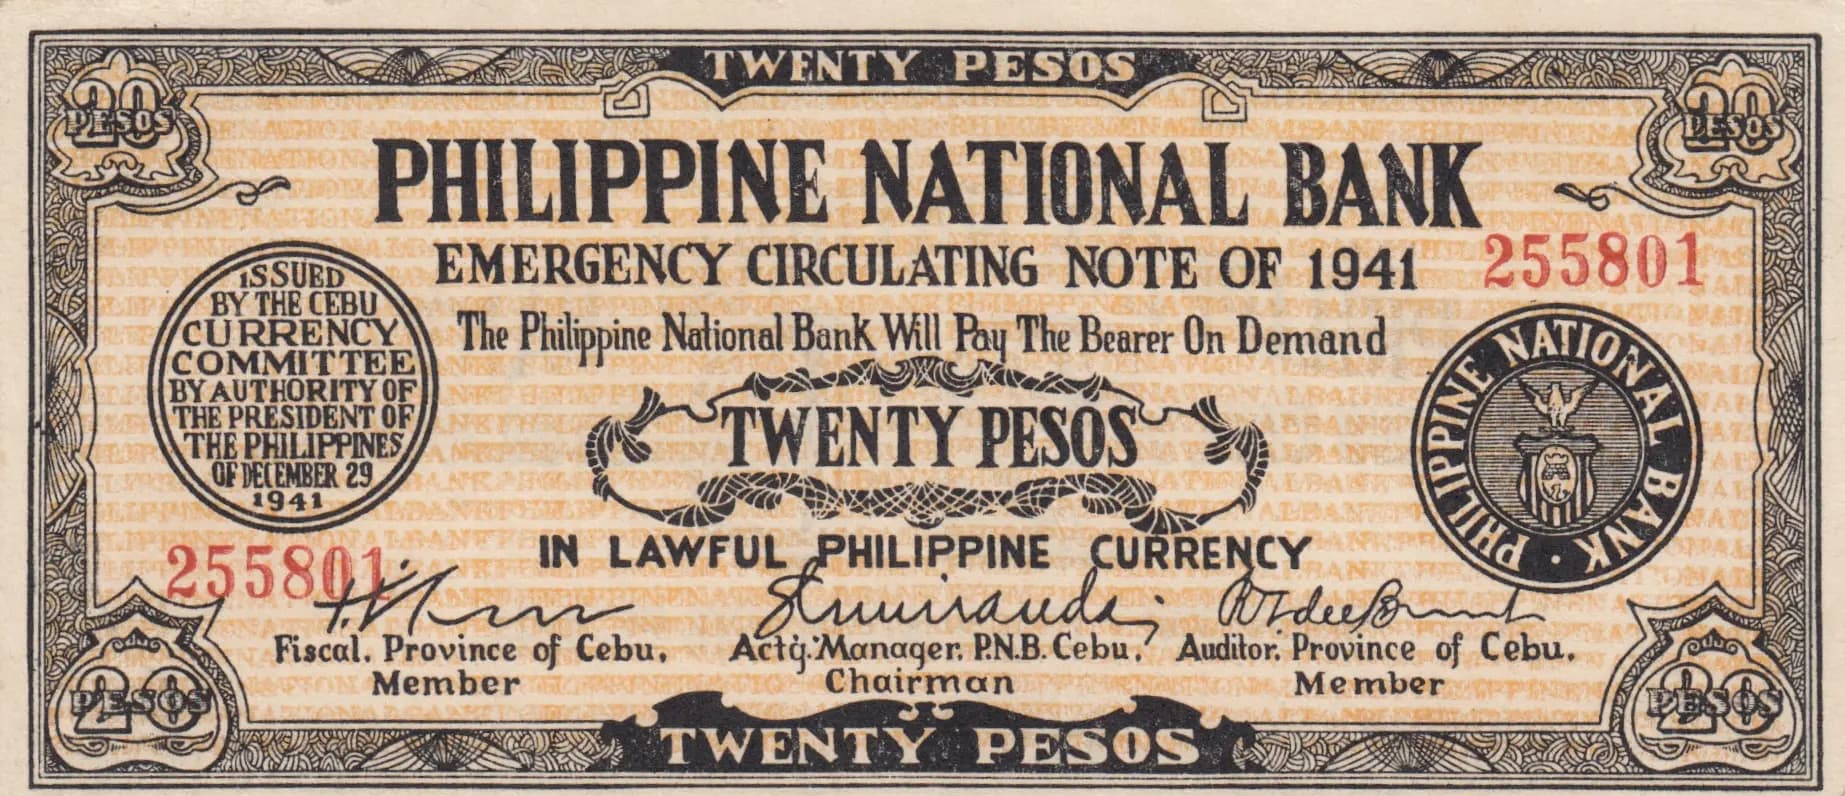 TWENTY PESOS
20 PESOS
20 PESOS
PHILIPPINE NATIONAL BANK
EMERGENCY CIRCULATING NOTE OF 1941
255801
ISSUED
BY THE CEBU
CURRENCY
COMMITTEE
BY AUTHORITY OF
THE PRESIDENT OF
THE PHILIPPINES
OF DECEMBER 29
1941
The Philippine National Bank Will Pay The Bearer On Demand
TWENTY PESOS
PHILIPPINE NATIONAL BANK
IN LAWFUL PHILIPPINE CURRENCY
255801
Fiscal, Province of Cebu.
Member
Act'g. Manager. P.N.B. Cebu.
Chairman
Auditor. Province of Cebu.
Member
20 PESOS
20 PESOS
TWENTY PESOS